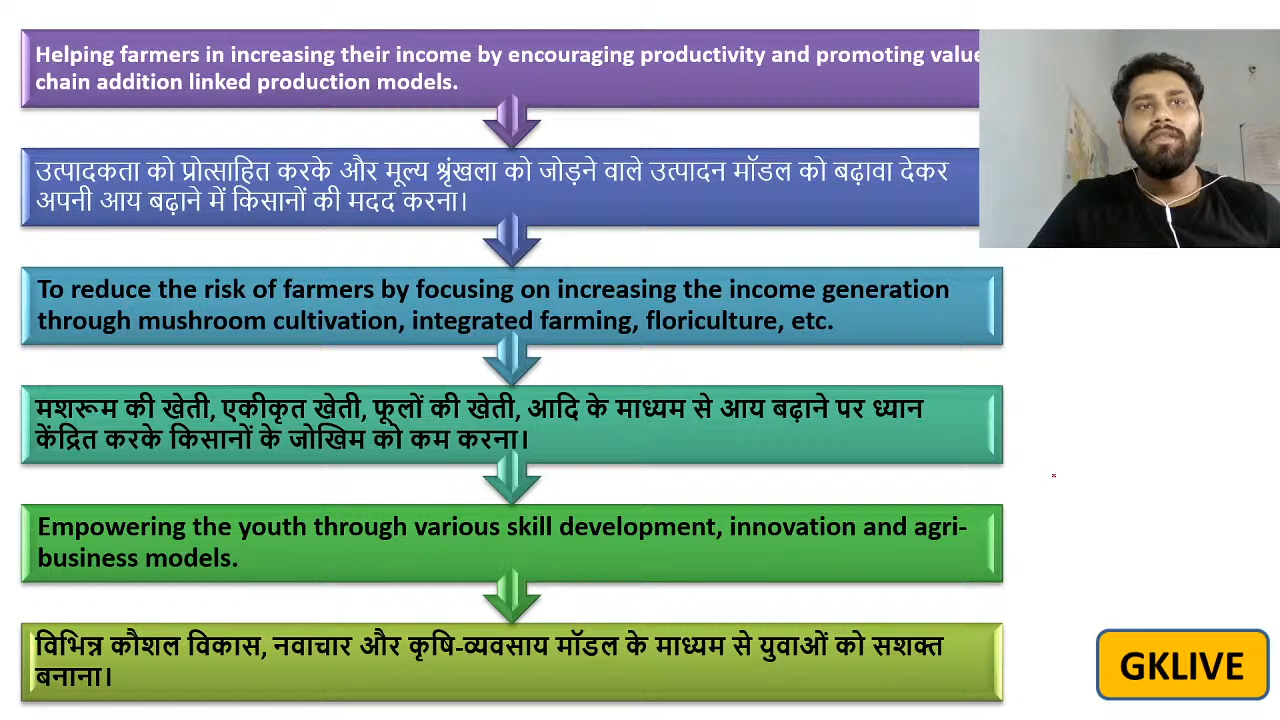 Helping farmers in increasing their income by encouraging productivity and promoting value
chain addition linked production models.
उत्पादकता को प्रोत्साहित करके और मूल्य श्रृंखला को जोड़ने वाले उत्पादन मॉडल को बढ़ावा देकर
अपनी आय बढ़ाने में किसानों की मदद करना।
To reduce the risk of farmers by focusing on increasing the income generation
through mushroom cultivation, integrated farming, floriculture, etc.
मशरूम की खेती, एकीकृत खेती, फूलों की खेती, आदि के माध्यम से आय बढ़ाने पर ध्यान
केंद्रित करके किसानों के जोखिम को कम करना।
Empowering the youth through various skill development, innovation and agri-
business models.
विभिन्न कौशल विकास, नवाचार और कृषि-व्यवसाय मॉडल के माध्यम से युवाओं को सशक्त
बनाना।
GKLIVE